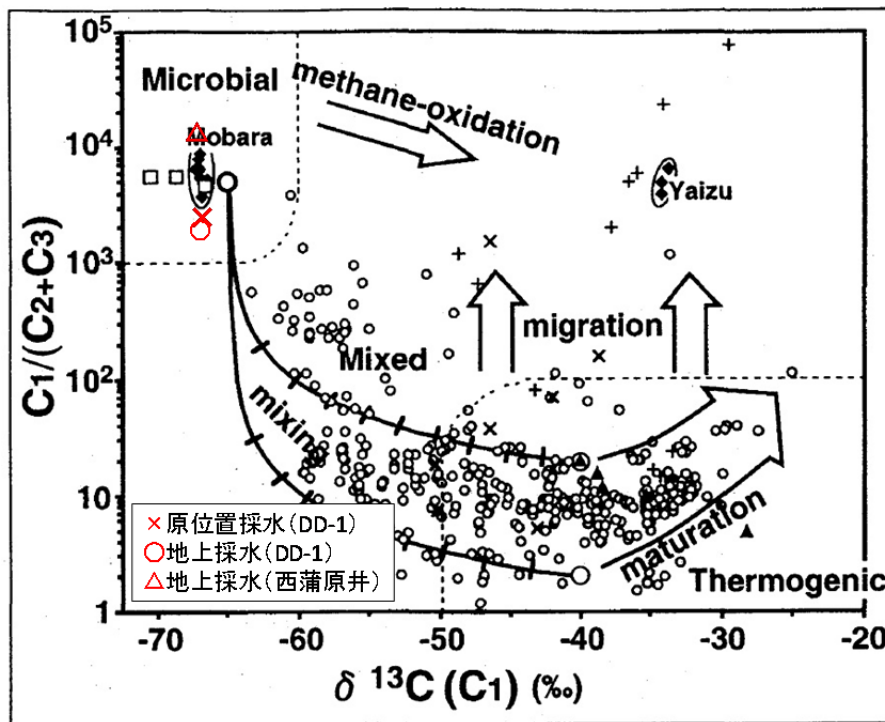 10⁵
10⁴
10³
10²
10
1
C₁/(C₂+C₃)
Microbial
methane-oxidation
Mobara
Yaizu
migration
Mixed
mixing
maturation
Thermogenic
×原位置採水(DD-1)
○地上採水(DD-1)
△地上採水(西蒲原井)
-70 -60 -50 -40 -30 -20
δ ¹³C (C₁) (‰)